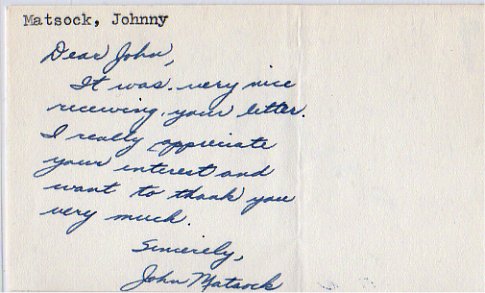 Matsock, Johnny
Dear John,
It was very nice
receiving your letter.
I really appreciate
your interest and
want to thank you
very much.
Sincerely,
John Matsock